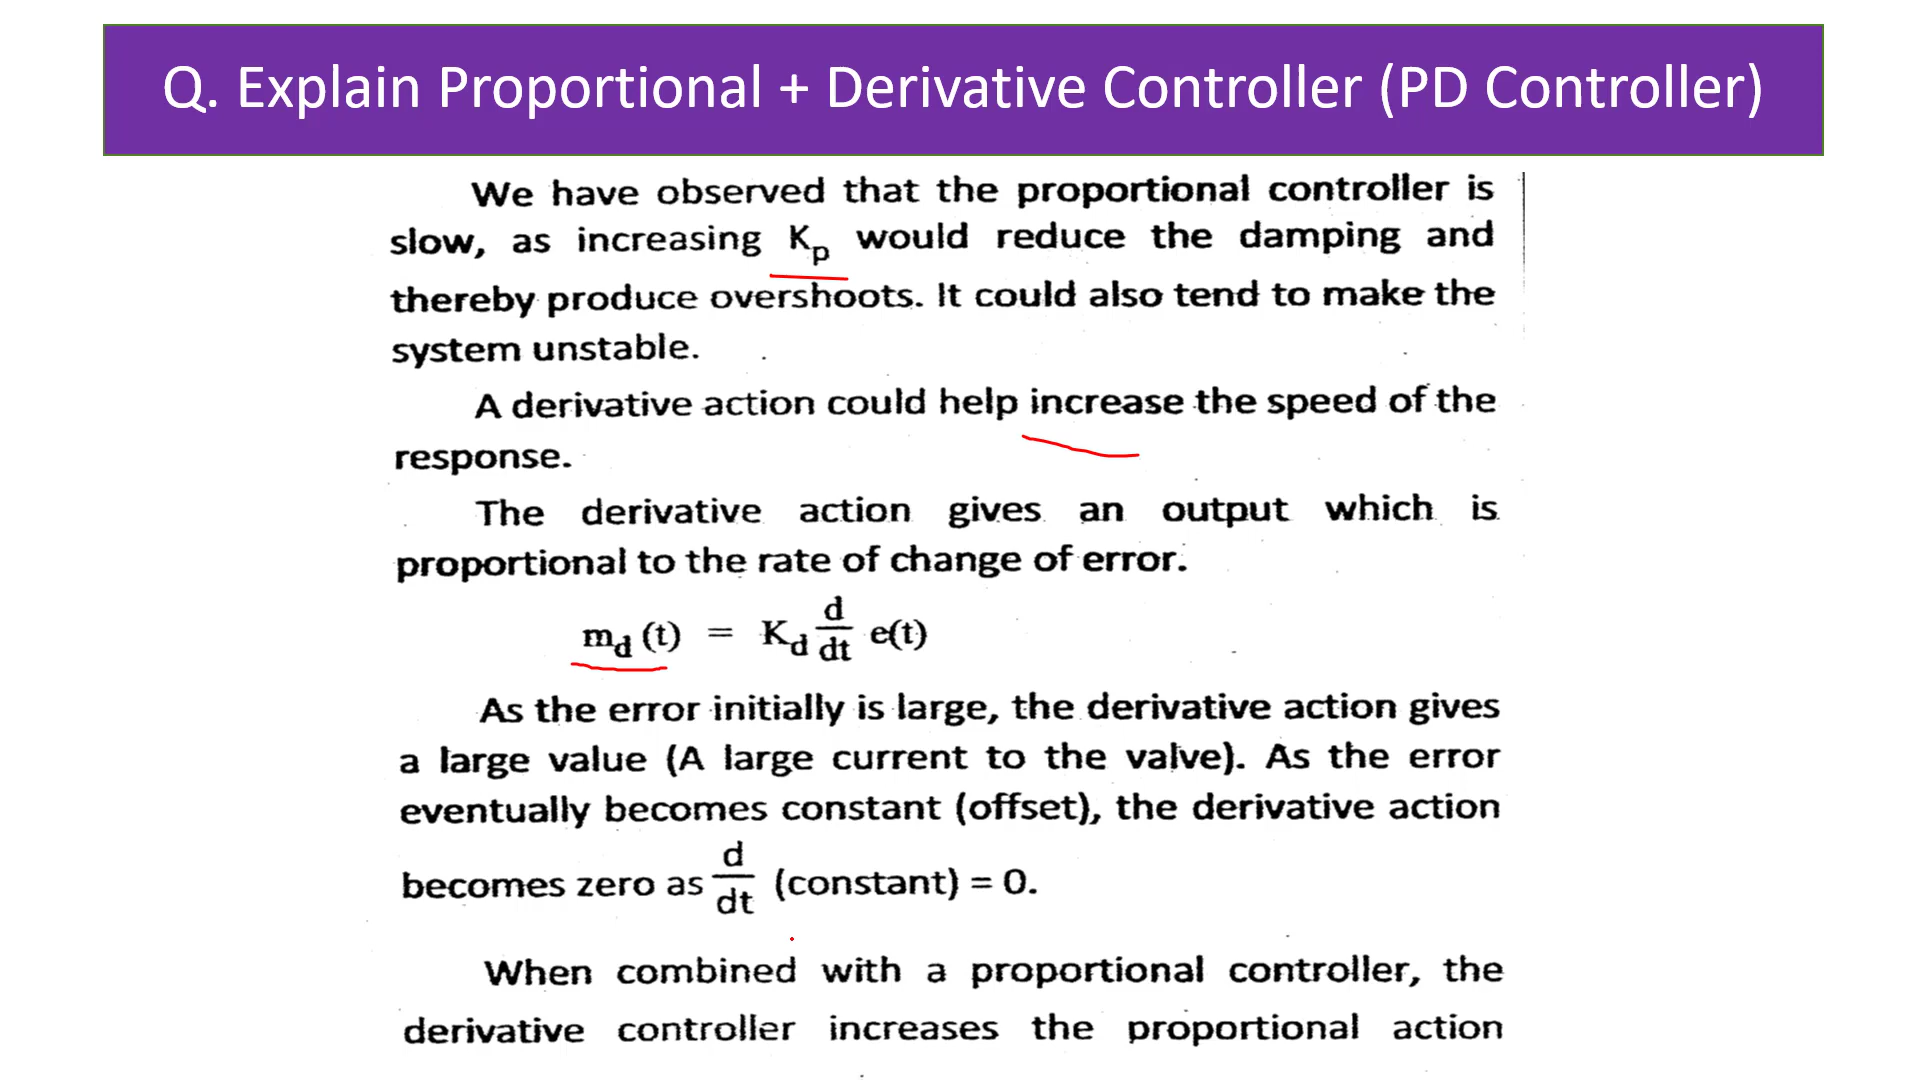 Q. Explain Proportional + Derivative Controller (PD Controller)
We have observed that the proportional controller is
slow, as increasing Kp would reduce the damping and
thereby produce overshoots. It could also tend to make the
system unstable.
A derivative action could help increase the speed of the
response.
The derivative action gives an output which is
proportional to the rate of change of error.
md (t) = Kd d/dt e(t)
As the error initially is large, the derivative action gives
a large value (A large current to the valve). As the error
eventually becomes constant (offset), the derivative action
becomes zero as d/dt (constant) = 0.
When combined with a proportional controller, the
derivative controller increases the proportional action